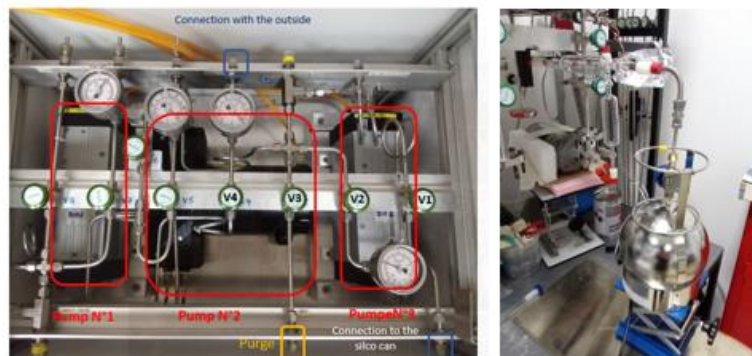 Connection with the outside
V5
V4
V3
V2
V1
Pump N°1
Pump N°2
PumpeN°3
Purge
Connection to the
silco can